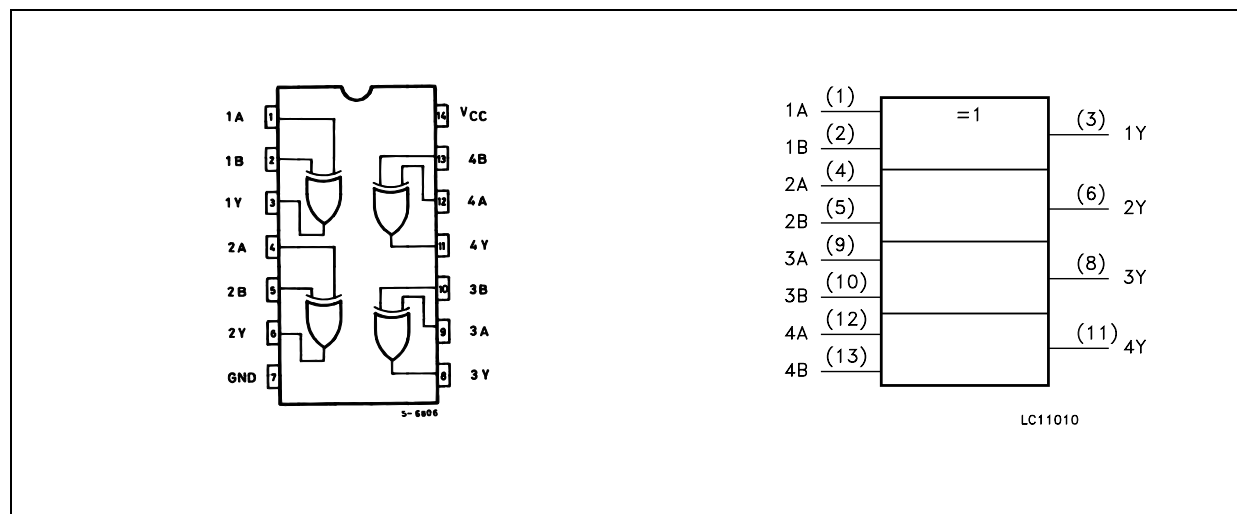 1A 1 14 VCC
1B 2 13 4B
1Y 3 12 4A
2A 4 11 4Y
2B 5 10 3B
2Y 6 9 3A
GND 7 8 3Y
S-6806
1A (1) =1 (3) 1Y
1B (2)
2A (4) (6) 2Y
2B (5)
3A (9) (8) 3Y
3B (10)
4A (12) (11) 4Y
4B (13)
LC11010